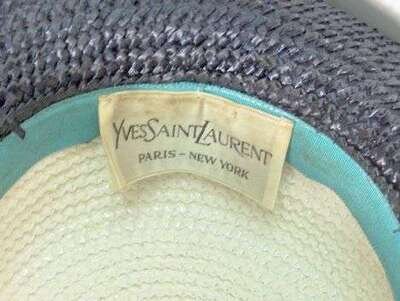 YVESSAINTLAURENT
PARIS – NEW YORK